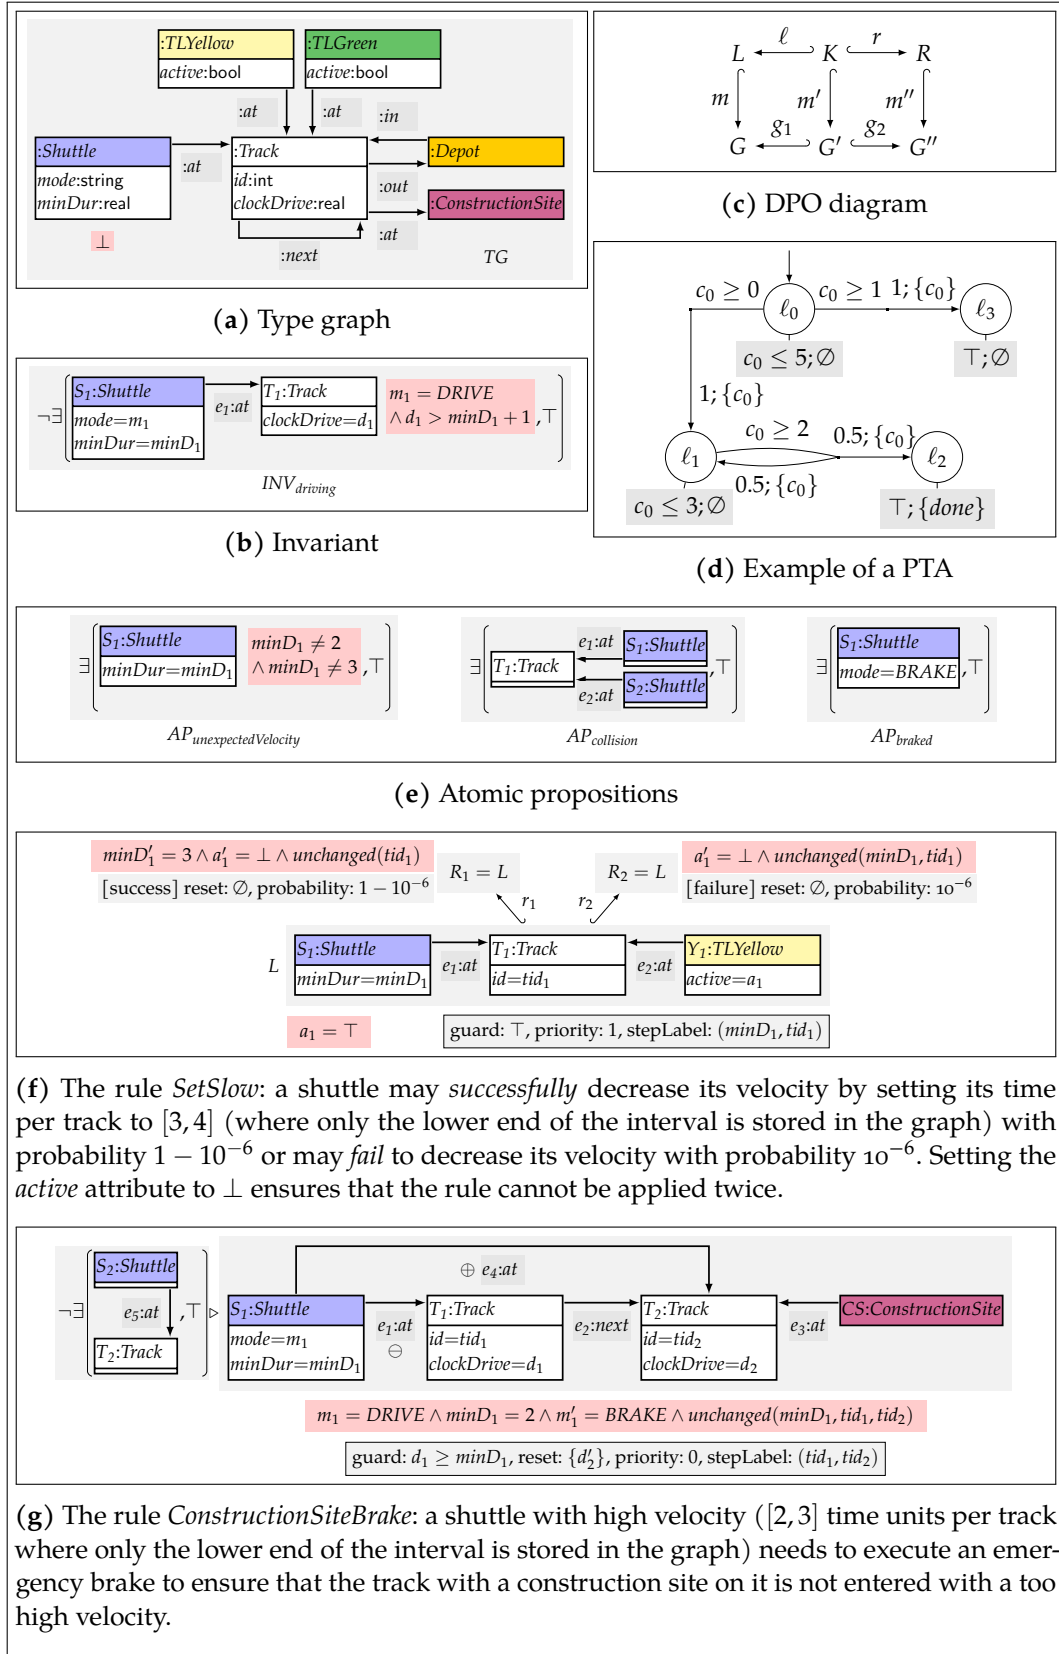 :TLYellow
active:bool
:TLGreen
active:bool
:at
:at
:in
:Shuttle
mode:string
minDur:real
:at
:Track
id:int
clockDrive:real
:Depot
:out
:ConstructionSite
:at
⊥
:next
TG
(a) Type graph
¬∃
S₁:Shuttle
mode=m₁
minDur=minD₁
e₁:at
T₁:Track
clockDrive=d₁
m₁ = DRIVE
∧ d₁ > minD₁ + 1
,⊤
INV_driving
(b) Invariant
L ℓ K r R
m m′ m″
G g₁ G′ g₂ G″
(c) DPO diagram
c₀ ≥ 0
ℓ₀
c₀ ≥ 1
1; {c₀}
ℓ₃
c₀ ≤ 5; ∅
⊤; ∅
1; {c₀}
c₀ ≥ 2
0.5; {c₀}
ℓ₁
ℓ₂
0.5; {c₀}
c₀ ≤ 3; ∅
⊤; {done}
(d) Example of a PTA
∃
S₁:Shuttle
minDur=minD₁
minD₁ ≠ 2
∧ minD₁ ≠ 3
,⊤
AP_unexpectedVelocity
∃
T₁:Track
e₁:at
S₁:Shuttle
e₂:at
S₂:Shuttle
,⊤
AP_collision
∃
S₁:Shuttle
mode=BRAKE
,⊤
AP_braked
(e) Atomic propositions
minD′₁ = 3 ∧ a′₁ = ⊥ ∧ unchanged(tid₁)
[success] reset: ∅, probability: 1 − 10⁻⁶
R₁ = L
r₁
R₂ = L
r₂
a′₁ = ⊥ ∧ unchanged(minD₁, tid₁)
[failure] reset: ∅, probability: 10⁻⁶
L
S₁:Shuttle
minDur=minD₁
e₁:at
T₁:Track
id=tid₁
e₂:at
Y₁:TLYellow
active=a₁
a₁ = ⊤
guard: ⊤, priority: 1, stepLabel: (minD₁, tid₁)
(f) The rule SetSlow: a shuttle may successfully decrease its velocity by setting its time
per track to [3, 4] (where only the lower end of the interval is stored in the graph) with
probability 1 − 10⁻⁶ or may fail to decrease its velocity with probability 10⁻⁶. Setting the
active attribute to ⊥ ensures that the rule cannot be applied twice.
¬∃
S₂:Shuttle
e₅:at
T₂:Track
,⊤
▷
⊕ e₄:at
S₁:Shuttle
mode=m₁
minDur=minD₁
e₁:at
⊖
T₁:Track
id=tid₁
clockDrive=d₁
e₂:next
T₂:Track
id=tid₂
clockDrive=d₂
e₃:at
CS:ConstructionSite
m₁ = DRIVE ∧ minD₁ = 2 ∧ m′₁ = BRAKE ∧ unchanged(minD₁, tid₁, tid₂)
guard: d₁ ≥ minD₁, reset: {d′₂}, priority: 0, stepLabel: (tid₁, tid₂)
(g) The rule ConstructionSiteBrake: a shuttle with high velocity ([2, 3] time units per track
where only the lower end of the interval is stored in the graph) needs to execute an emer-
gency brake to ensure that the track with a construction site on it is not entered with a too
high velocity.